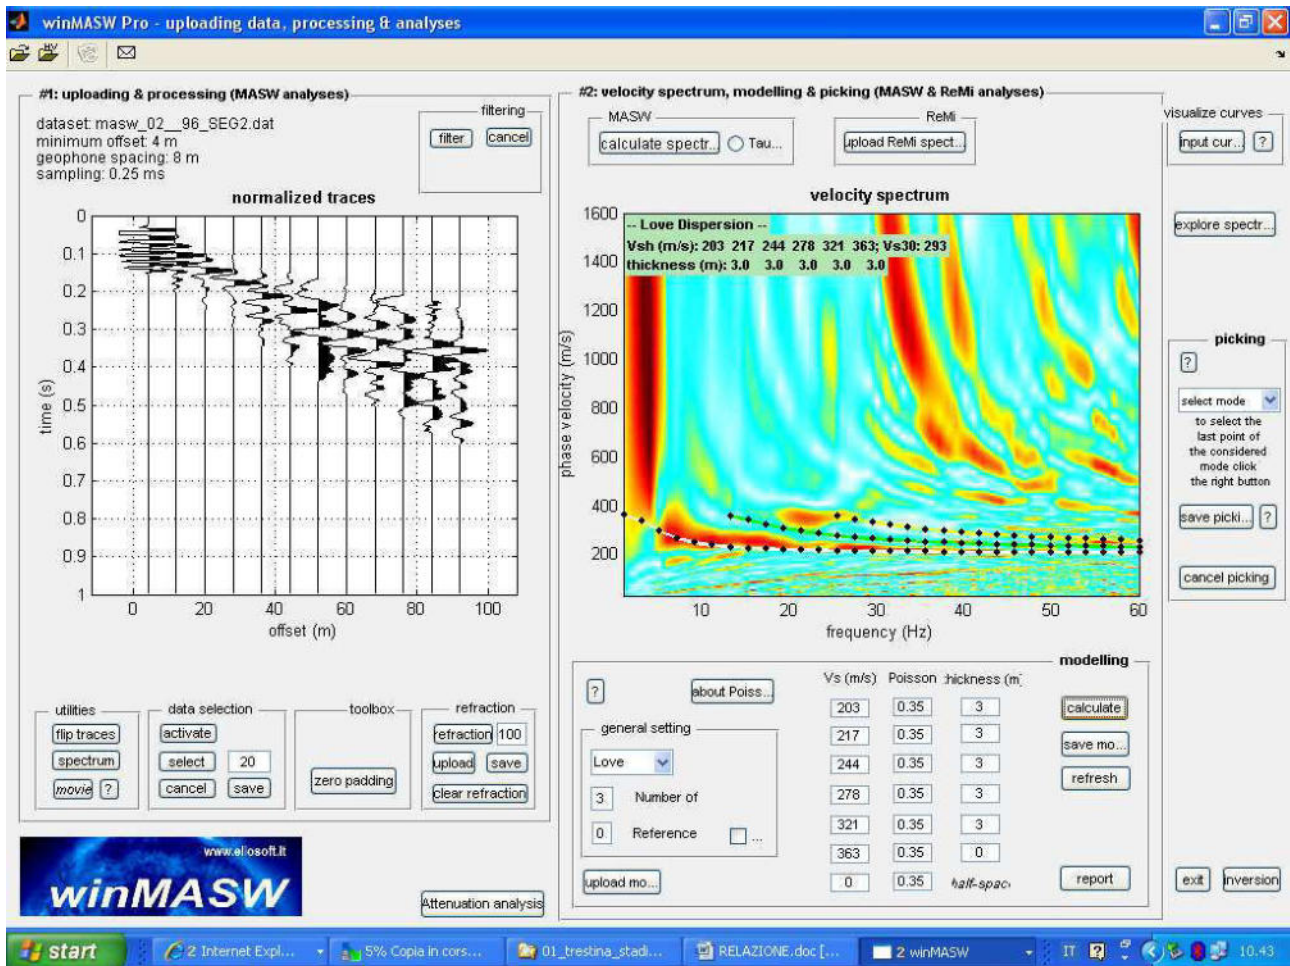 winMASW Pro - uploading data, processing & analyses
#1: uploading & processing (MASW analyses)
dataset: masw_02__96_SEG2.dat
minimum offset: 4 m
geophone spacing: 8 m
sampling: 0.25 ms
filtering
filter
cancel
normalized traces
0
0.1
0.2
0.3
0.4
0.5
0.6
0.7
0.8
0.9
1
time (s)
0 20 40 60 80 100
offset (m)
utilities
flip traces
spectrum
movie ?
data selection
activate
select 20
cancel save
toolbox
zero padding
refraction
refraction 100
upload save
clear refraction
www.eliosoft.it
winMASW
Attenuation analysis
#2: velocity spectrum, modelling & picking (MASW & ReMi analyses)
MASW
calculate spectr... Tau...
ReMi
upload ReMi spect...
velocity spectrum
-- Love Dispersion --
Vsh (m/s): 203 217 244 278 321 363; Vs30: 293
thickness (m): 3.0 3.0 3.0 3.0 3.0
1600
1400
1200
1000
800
600
400
200
phase velocity (m/s)
10 20 30 40 50 60
frequency (Hz)
modelling
?
about Poiss...
general setting
Love
3 Number of
0 Reference ...
upload mo...
Vs (m/s) Poisson :hickness (m
203 0.35 3
217 0.35 3
244 0.35 3
278 0.35 3
321 0.35 3
363 0.35 0
0 0.35 half-spac
calculate
save mo...
refresh
report
visualize curves
input cur... ?
explore spectr...
picking
?
select mode
to select the
last point of
the considered
mode click
the right button
save picki... ?
cancel picking
exit inversion
start
2 Internet Expl...
5% Copia in cors...
01_trestina_stadi...
RELAZIONE.doc [...
2 winMASW
IT
?
10.43